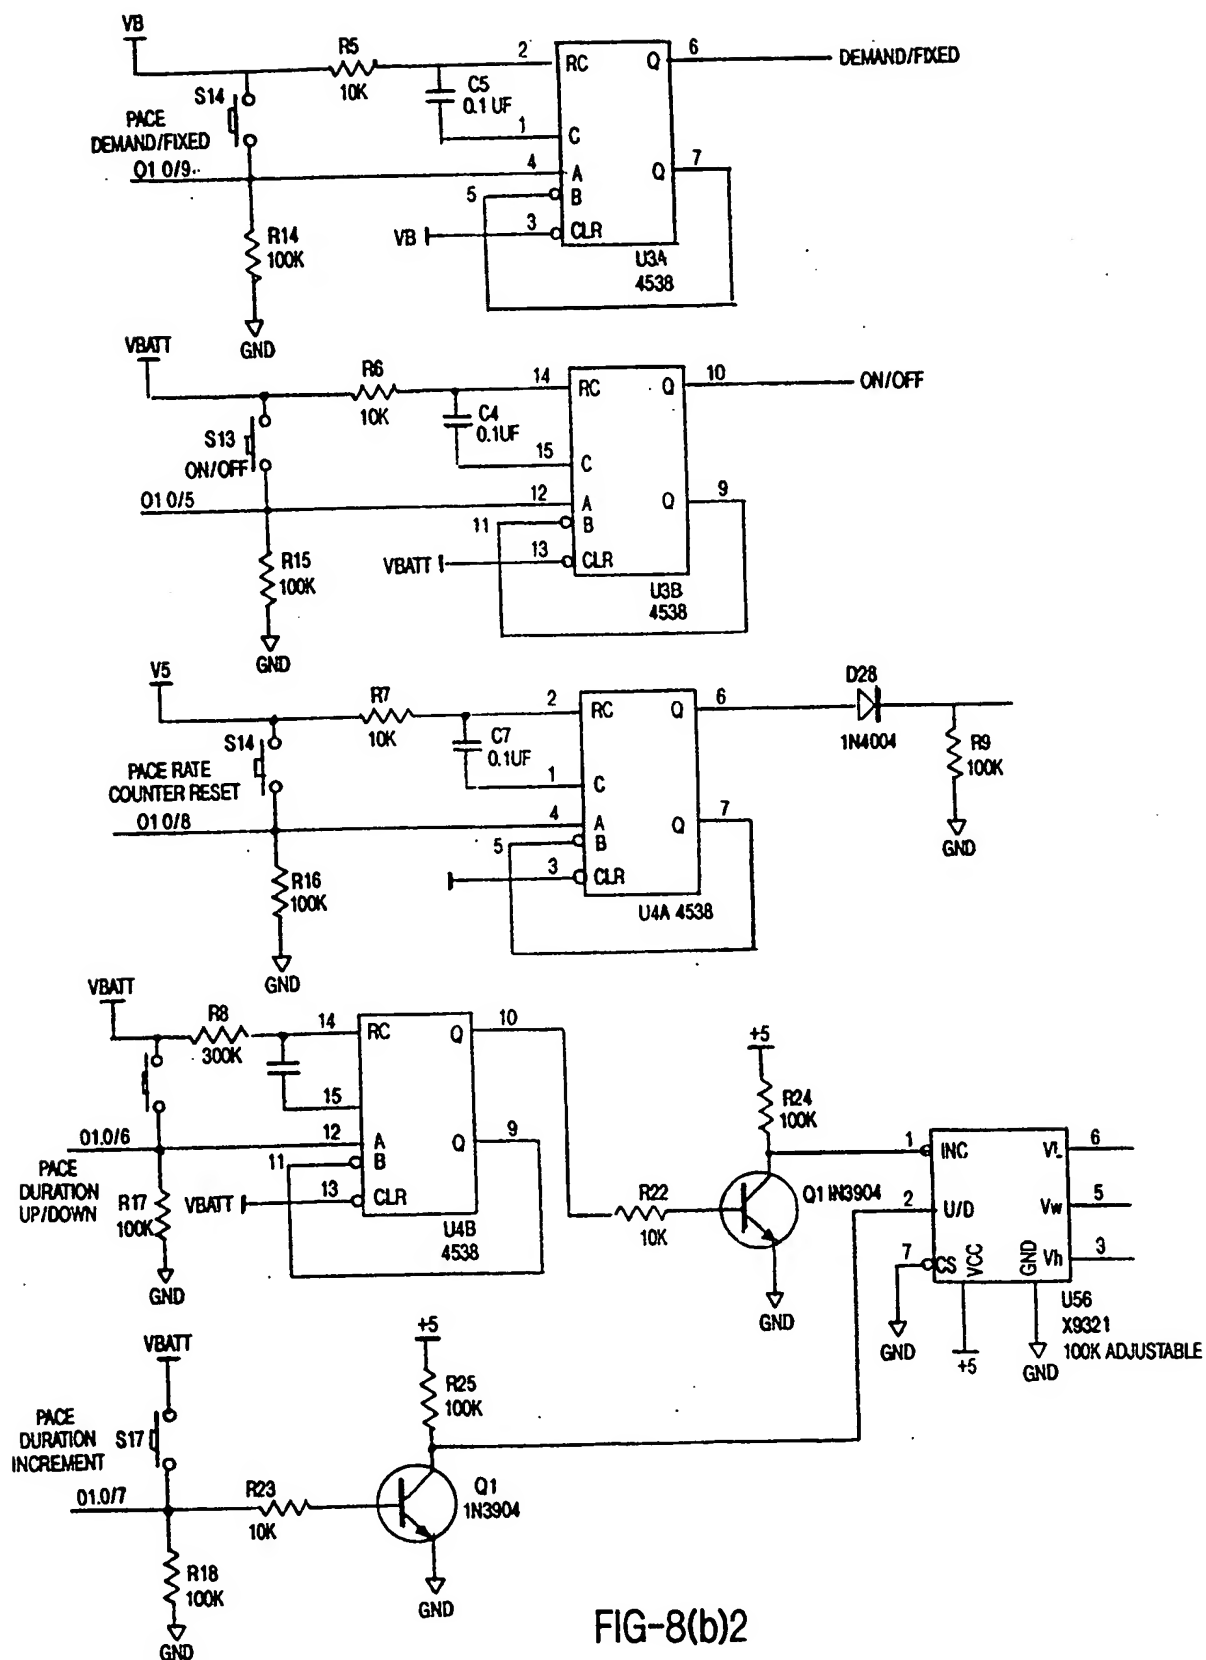 VB
R5
10K
S14
PACE
DEMAND/FIXED
01 0/9
C5
0.1 UF
2
1
4
5
3
RC
C
A
B
CLR
Q
Q
6
7
DEMAND/FIXED
VB
U3A
4538
R14
100K
GND
VBATT
R6
10K
S13
ON/OFF
01 0/5
C4
0.1UF
14
15
12
11
13
RC
C
A
B
CLR
Q
Q
10
9
ON/OFF
VBATT
U3B
4538
R15
100K
GND
V5
R7
10K
S14
PACE RATE
COUNTER RESET
01 0/8
C7
0.1UF
2
1
4
5
3
RC
C
A
B
CLR
Q
Q
6
7
D28
1N4004
R9
100K
GND
U4A 4538
R16
100K
GND
VBATT
R8
300K
14
15
12
11
13
RC
A
B
CLR
Q
Q
10
9
01.0/6
PACE
DURATION
UP/DOWN
R17
100K
VBATT
U4B
4538
GND
+5
R24
100K
R22
10K
Q1 IN3904
GND
1
2
7
INC
U/D
CS
VCC
GND
VL
Vw
Vh
6
5
3
GND
+5
GND
U56
X9321
100K ADJUSTABLE
VBATT
PACE
DURATION
INCREMENT
S17
01.0/7
R23
10K
+5
R25
100K
Q1
1N3904
GND
R18
100K
GND
FIG-8(b)2